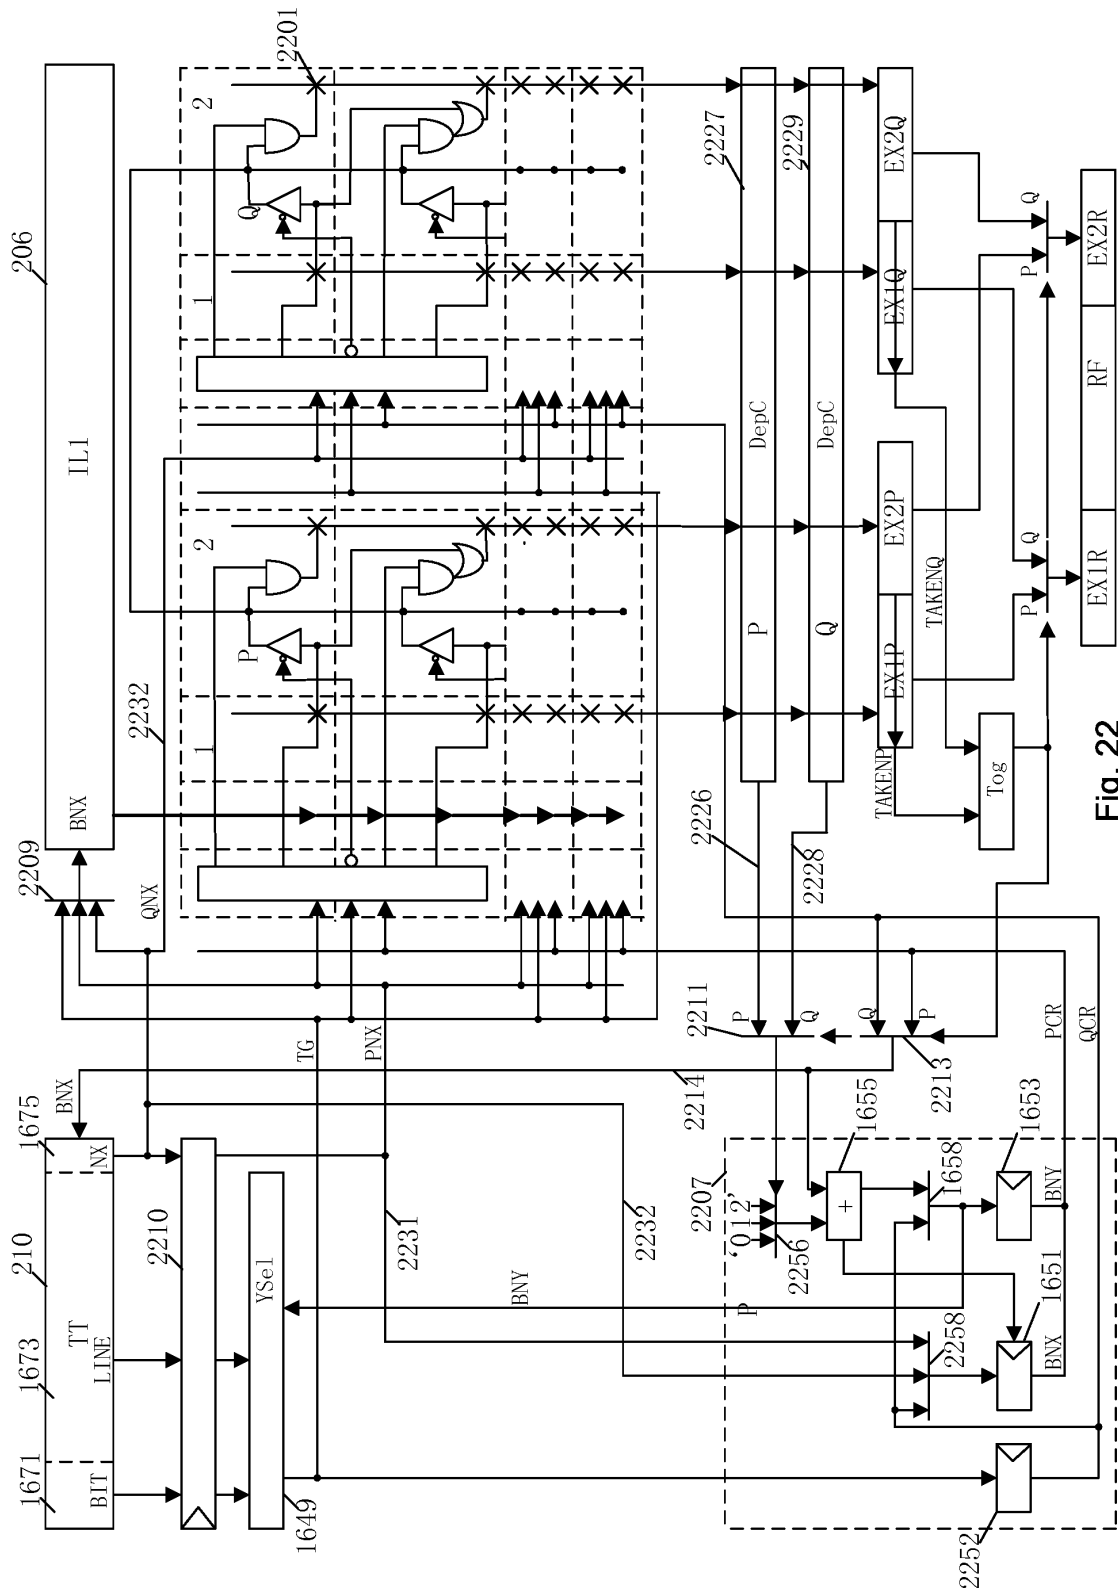 206
IL1
BNX
2209
2232
QNX
2201
1
2
P
1
2
Q
TG
PNX
210
1671
1673
1675
BIT
TT
LINE
NX
BNX
2210
YSel
1649
2231
2232
BNY
2214
2226
2228
2227
2229
P
DepC
Q
DepC
2211
P
Q
Q
P
2213
PCR
QCR
2207
'012'
P
2256
+
1655
1658
1653
BNY
2258
1651
BNX
2252
EX1P
EX2P
EX1Q
EX2Q
TAKENP
TAKENQ
Tog
P
Q
P
Q
EX1R
RF
EX2R
Fig. 22